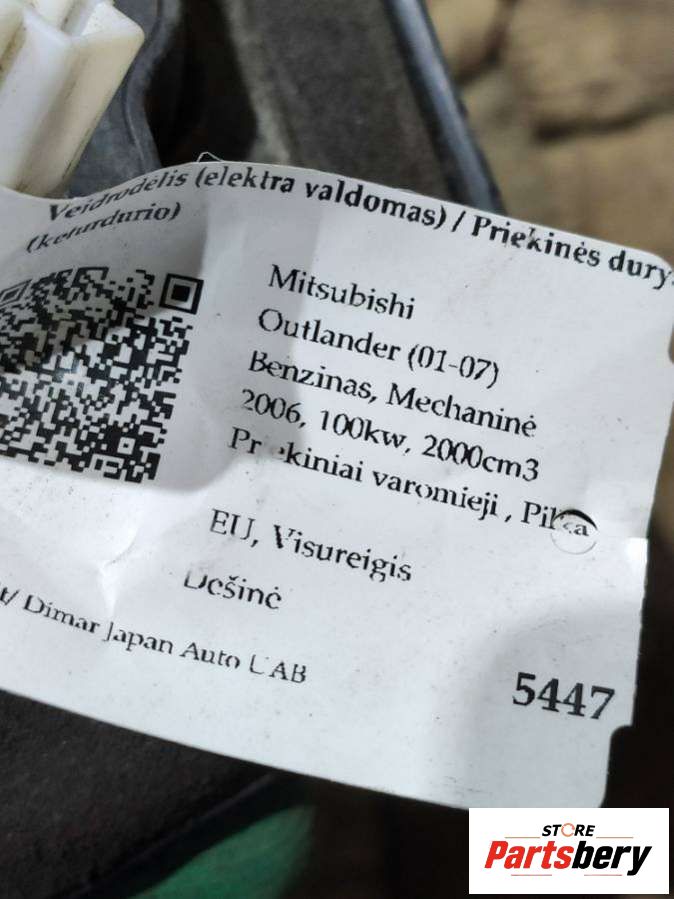 Veidrodėlis (elektra valdomas) / Priekinės dury
(keturdurio)
Mitsubishi
Outlander (01-07)
Benzinas, Mechaninė
2006, 100kw, 2000cm3
Priekiniai varomieji , Pilka
EU, Visureigis
Dešinė
t/ Dimar Japan Auto UAB
5447
STORE
Partsbery